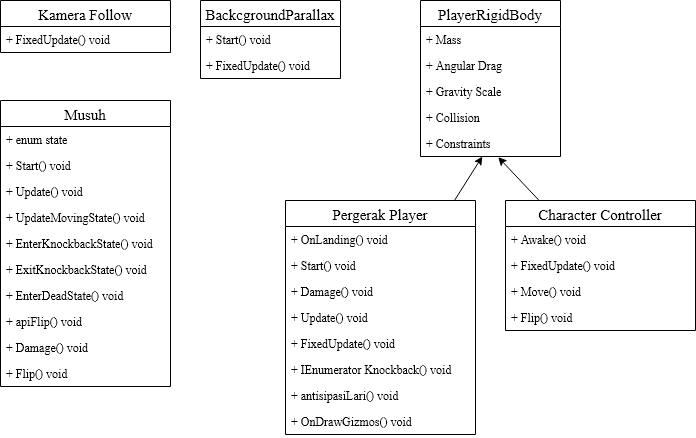 Kamera Follow
+ FixedUpdate() void
BackcgroundParallax
+ Start() void
+ FixedUpdate() void
PlayerRigidBody
+ Mass
+ Angular Drag
+ Gravity Scale
+ Collision
+ Constraints
Musuh
+ enum state
+ Start() void
+ Update() void
+ UpdateMovingState() void
+ EnterKnockbackState() void
+ ExitKnockbackState() void
+ EnterDeadState() void
+ apiFlip() void
+ Damage() void
+ Flip() void
Pergerak Player
+ OnLanding() void
+ Start() void
+ Damage() void
+ Update() void
+ FixedUpdate() void
+ IEnumerator Knockback() void
+ antisipasiLari() void
+ OnDrawGizmos() void
Character Controller
+ Awake() void
+ FixedUpdate() void
+ Move() void
+ Flip() void